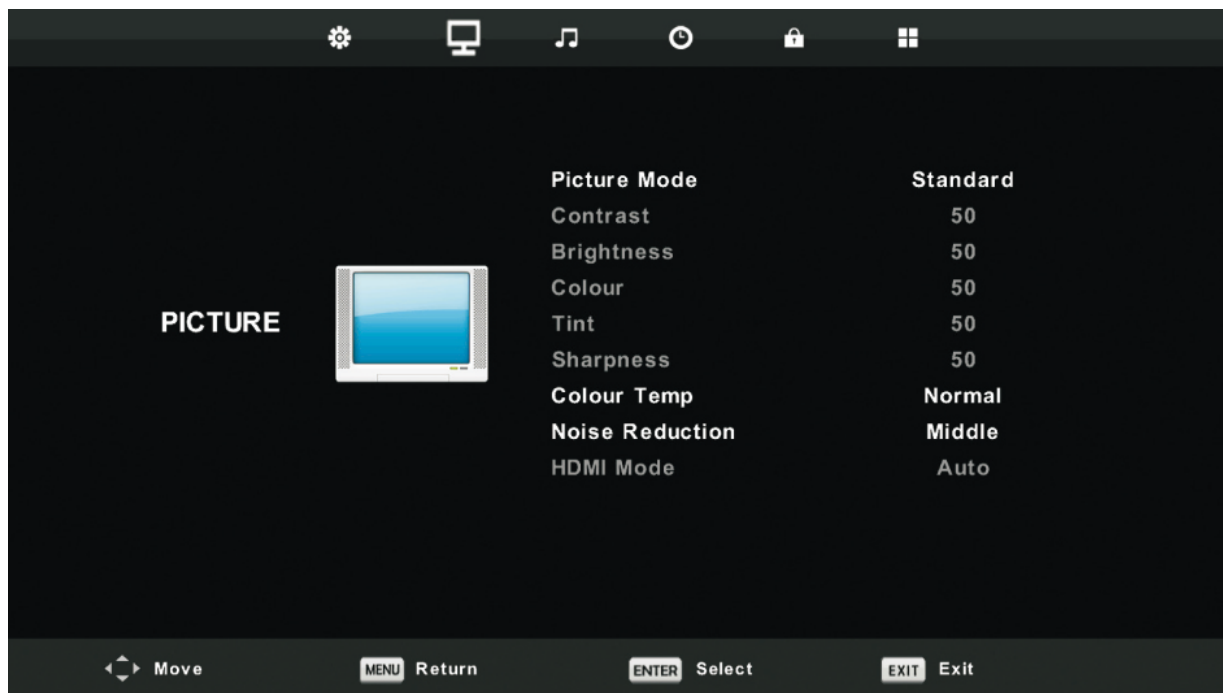 Picture Mode Standard
Contrast 50
Brightness 50
Colour 50
PICTURE
Tint 50
Sharpness 50
Colour Temp Normal
Noise Reduction Middle
HDMI Mode Auto
Move MENU Return ENTER Select EXIT Exit